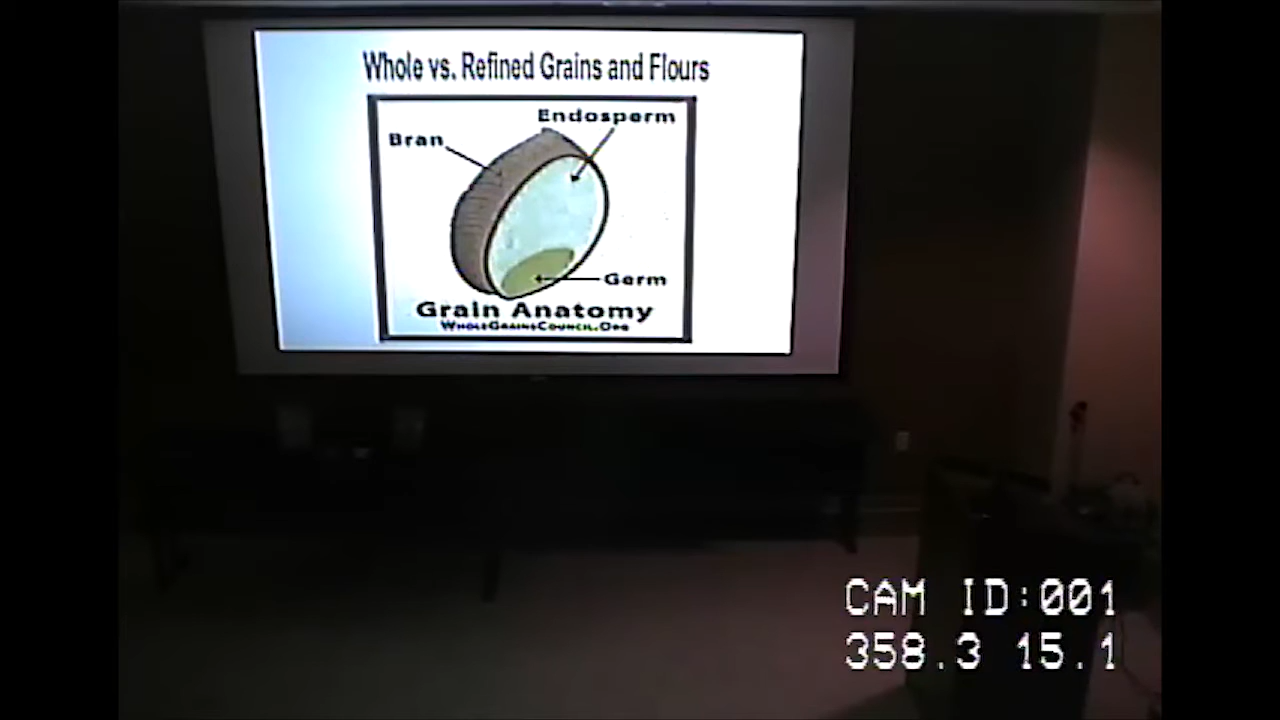 Whole vs. Refined Grains and Flours
Endosperm
Bran
Germ
Grain Anatomy
WholeGrainsCouncil.Org
CAM ID:001
358.3 15.1